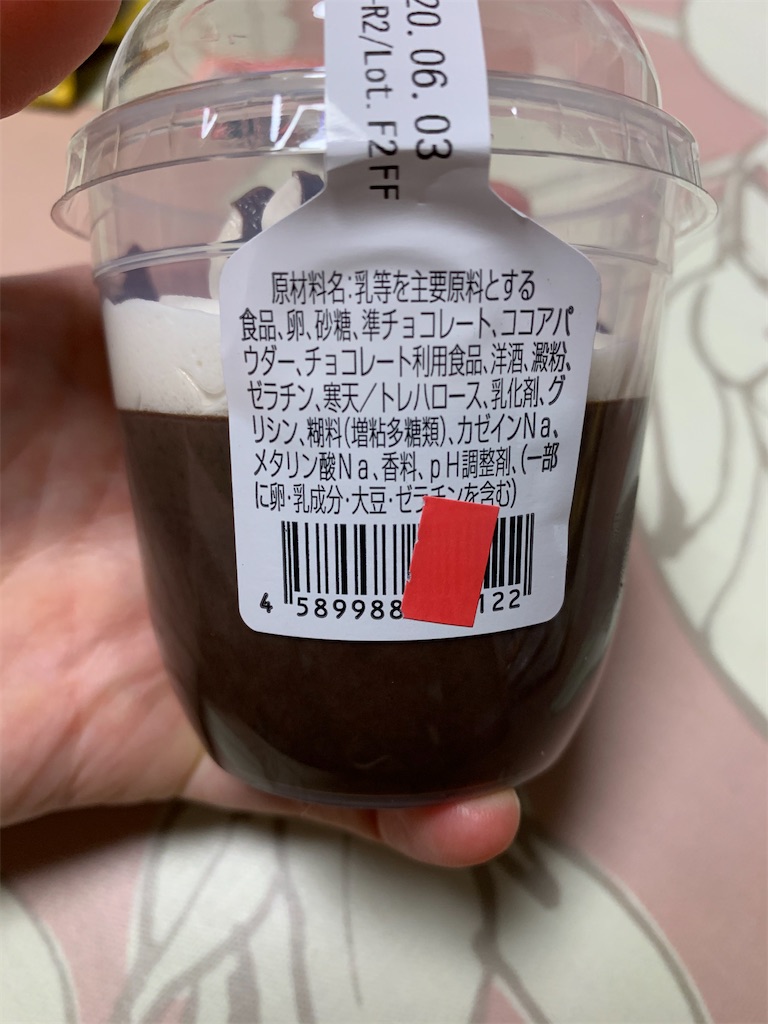 20.06.03
-R2/Lot. F2FF
原材料名:乳等を主要原料とする
食品、卵、砂糖、準チョコレート、ココアパ
ウダー、チョコレート利用食品、洋酒、澱粉、
ゼラチン、寒天/トレハロース、乳化剤、グ
リシン、糊料(増粘多糖類)、カゼインNa、
メタリン酸Na、香料、pH調整剤、(一部
に卵・乳成分・大豆・ゼラチンを含む)
4 589988 122